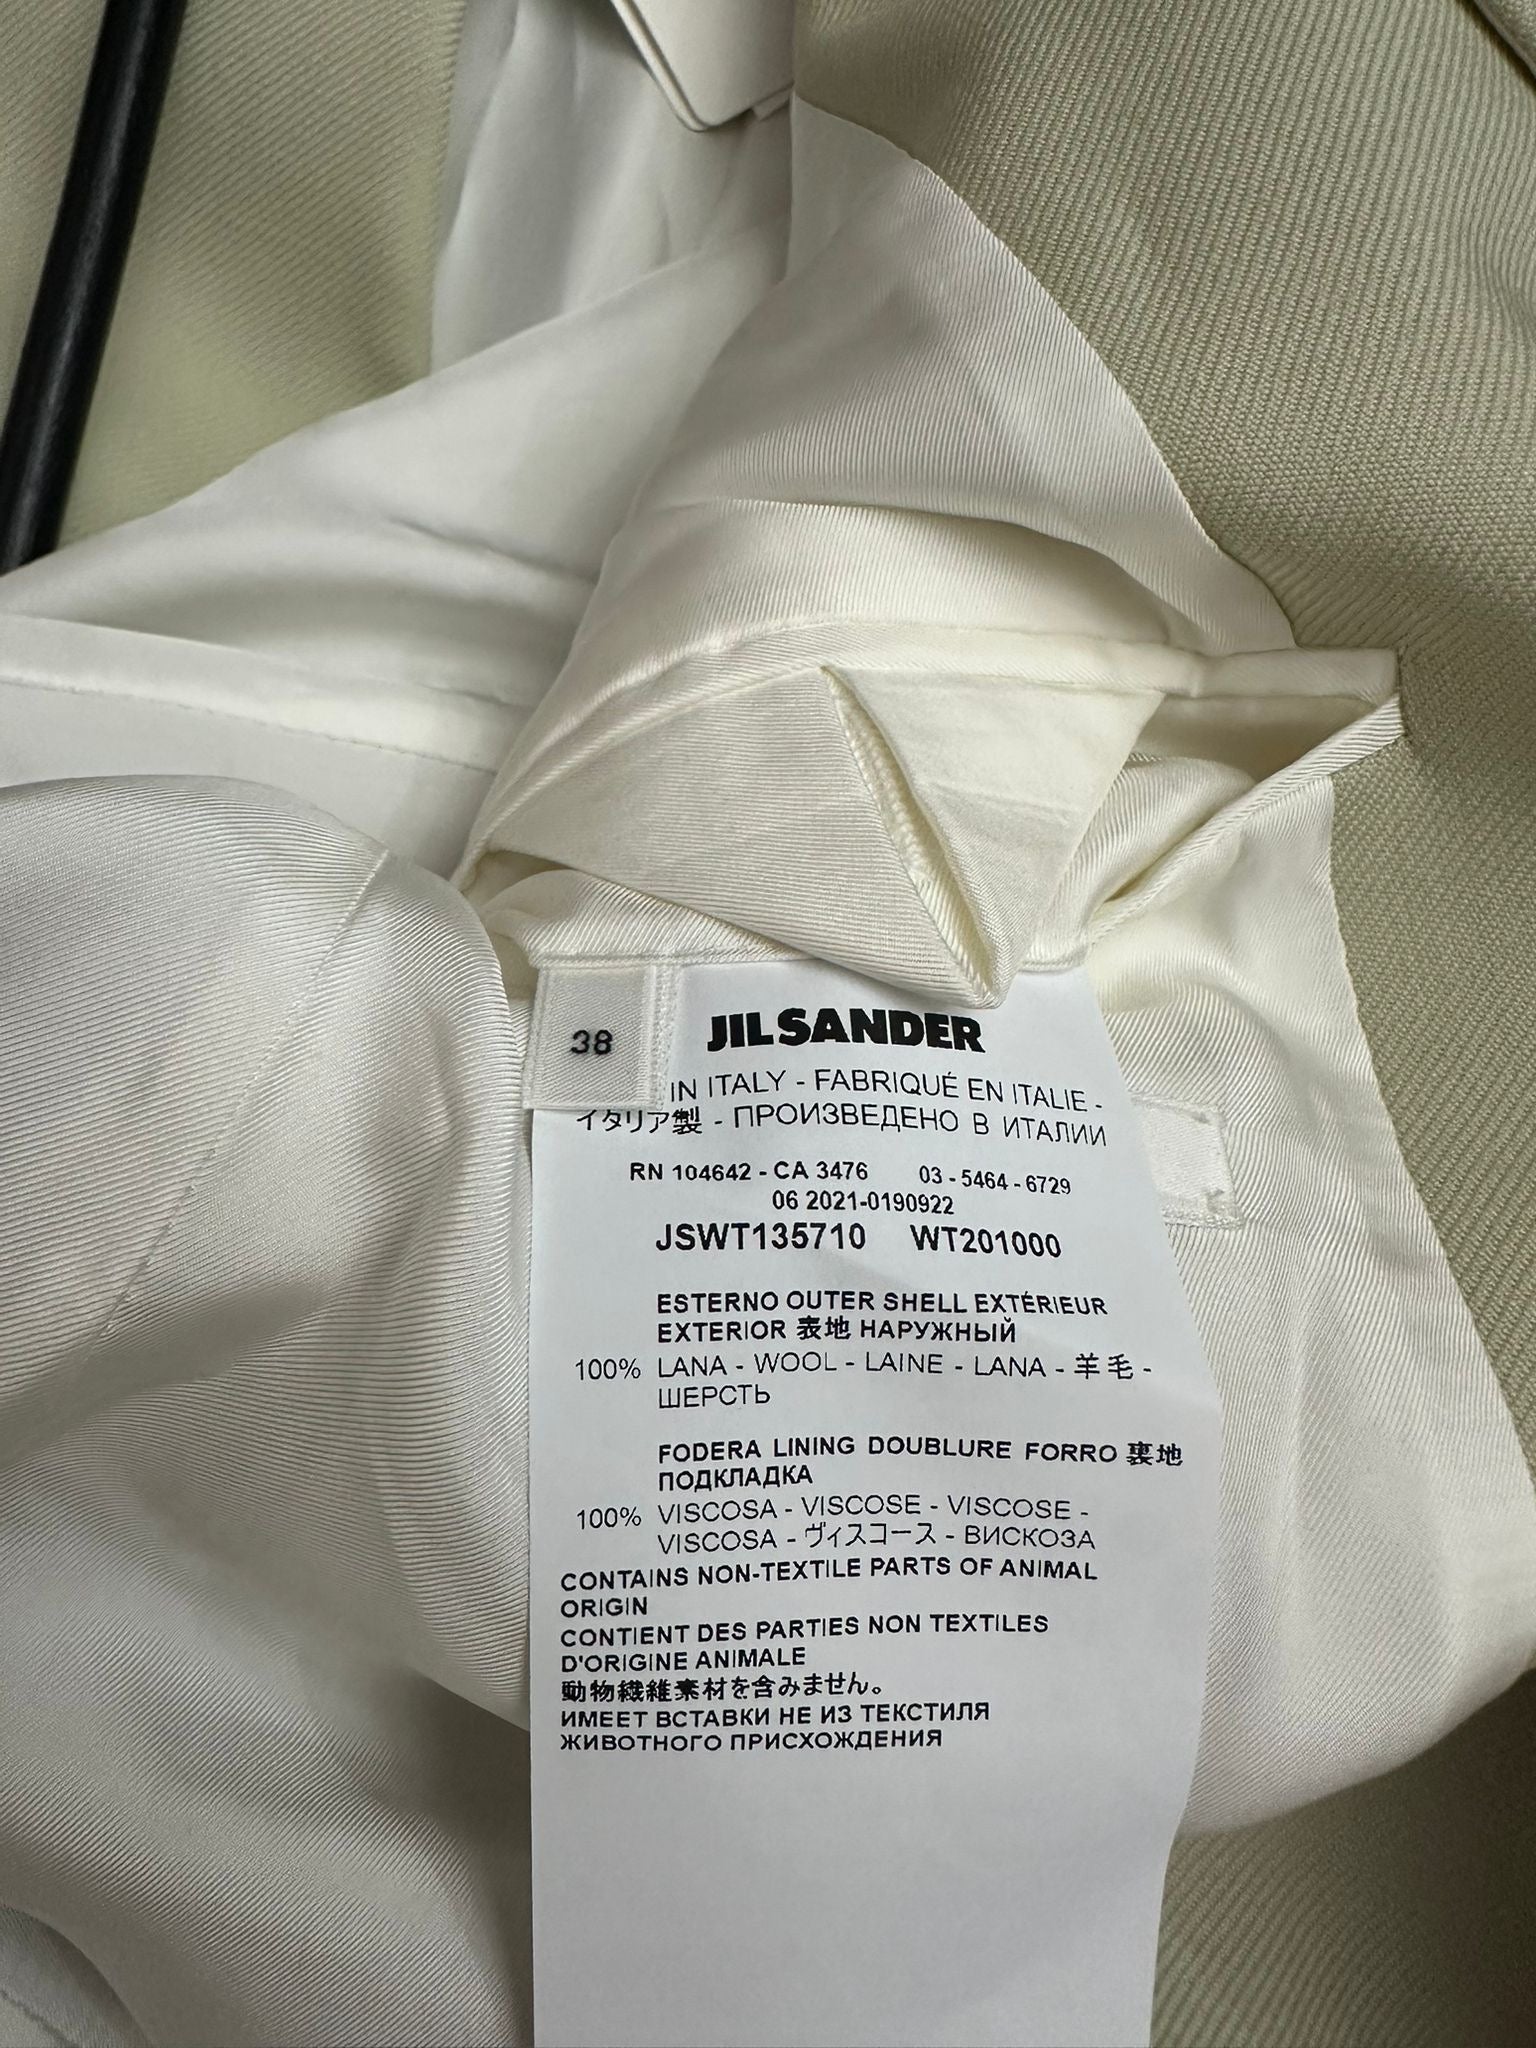 38
JIL SANDER
IN ITALY - FABRIQUÉ EN ITALIE -
イタリア製 - ПРОИЗВЕДЕНО В ИТАЛИИ
RN 104642 - CA 3476 03 - 5464 - 6729
06 2021-0190922
JSWT135710 WT201000
ESTERNO OUTER SHELL EXTÉRIEUR
EXTERIOR 表地 НАРУЖНЫЙ
100% LANA - WOOL - LAINE - LANA - 羊毛 -
ШЕРСТЬ
FODERA LINING DOUBLURE FORRO 裏地
ПОДКЛАДКА
100% VISCOSA - VISCOSE - VISCOSE -
VISCOSA - ヴィスコース - ВИСКОЗА
CONTAINS NON-TEXTILE PARTS OF ANIMAL
ORIGIN
CONTIENT DES PARTIES NON TEXTILES
D'ORIGINE ANIMALE
動物繊維素材を含みません。
ИМЕЕТ ВСТАВКИ НЕ ИЗ ТЕКСТИЛЯ
ЖИВОТНОГО ПРИСХОЖДЕНИЯ